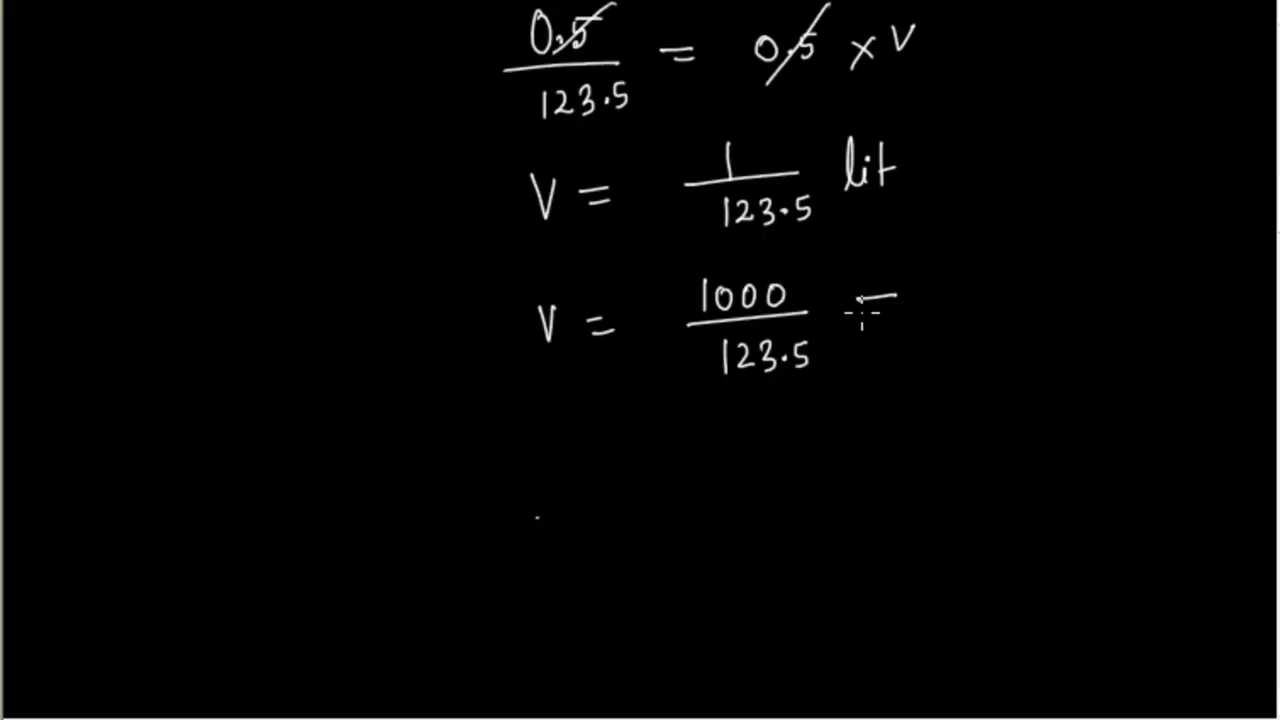 0.5/123.5 = 0.5 × V
V = 1/123.5 lit
V = 1000/123.5